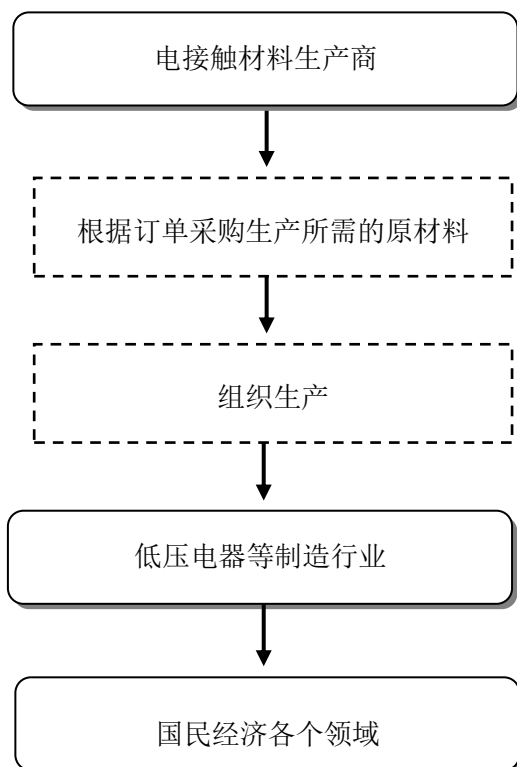 电接触材料生产商
根据订单采购生产所需的原材料
组织生产
低压电器等制造行业
国民经济各个领域